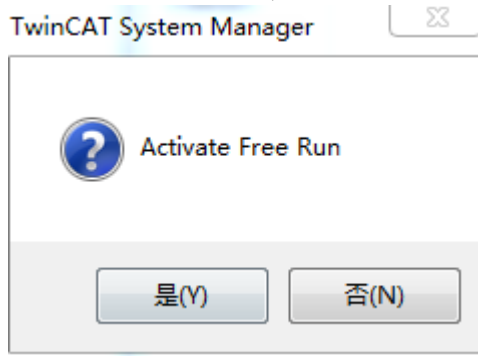 TwinCAT System Manager
Activate Free Run
是(Y)
否(N)